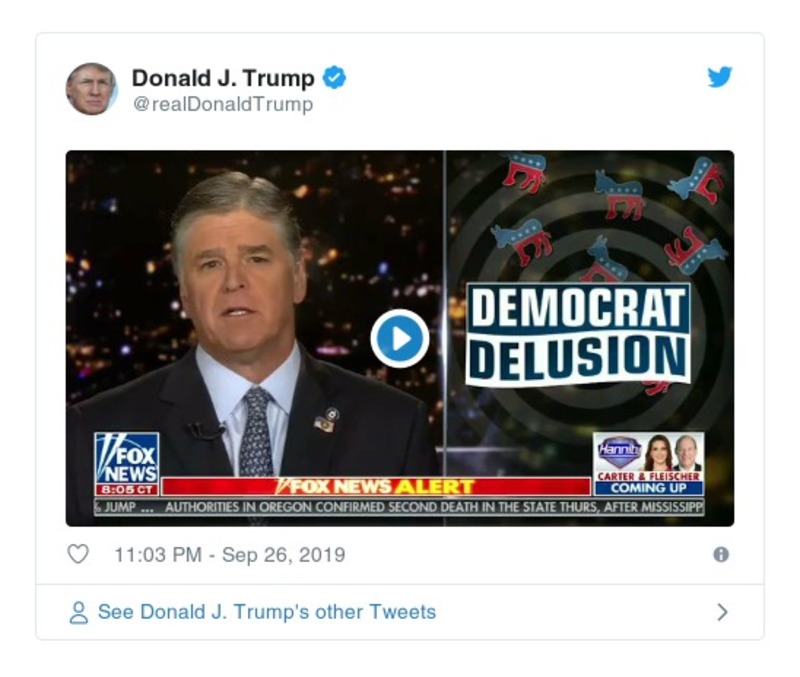 Donald J. Trump
@realDonaldTrump
DEMOCRAT
DELUSION
FOX
NEWS
8:05 CT
FOX NEWS ALERT
Hannity
CARTER & FLEISCHER
COMING UP
% JUMP ... AUTHORITIES IN OREGON CONFIRMED SECOND DEATH IN THE STATE THURS, AFTER MISSISSIPP
11:03 PM - Sep 26, 2019
See Donald J. Trump's other Tweets